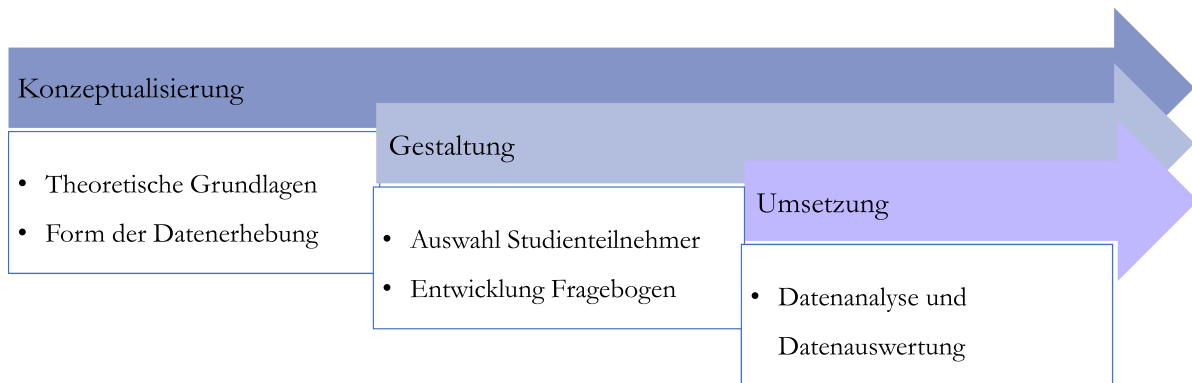 Konzeptualisierung
• Theoretische Grundlagen
• Form der Datenerhebung
Gestaltung
• Auswahl Studienteilnehmer
• Entwicklung Fragebogen
Umsetzung
• Datenanalyse und
Datenauswertung